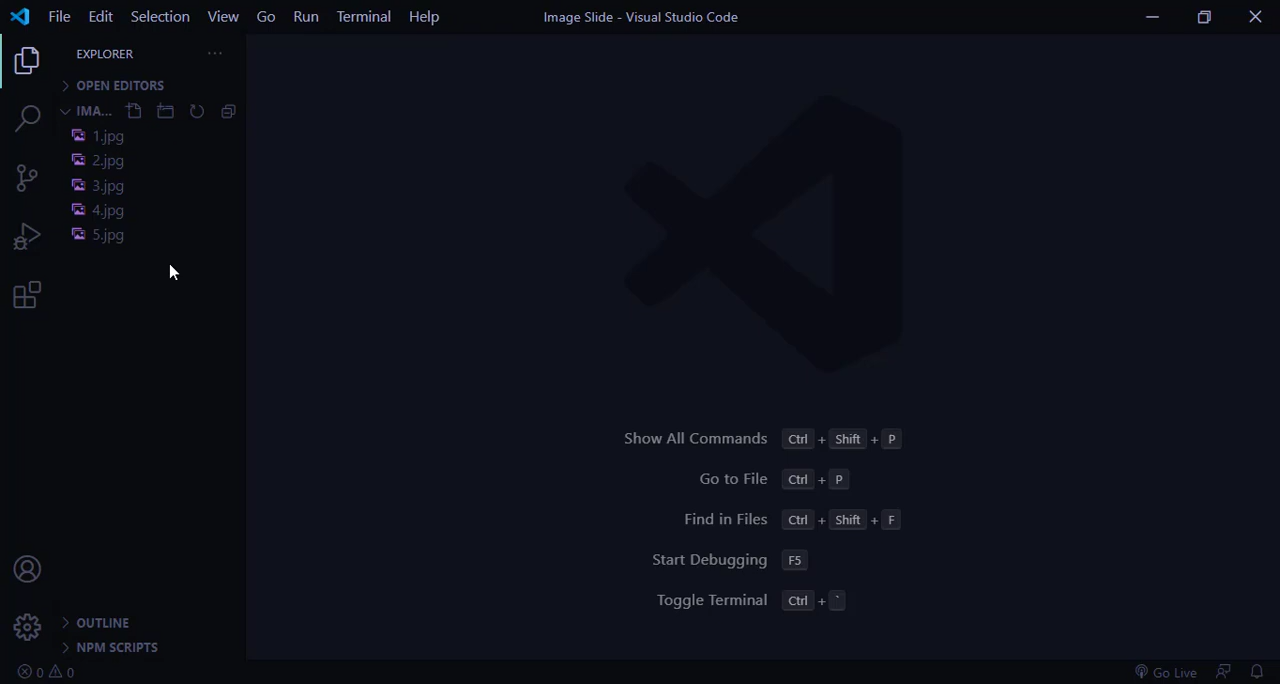 File Edit Selection View Go Run Terminal Help
Image Slide - Visual Studio Code
EXPLORER
OPEN EDITORS
IMA...
1.jpg
2.jpg
3.jpg
4.jpg
5.jpg
Show All Commands Ctrl + Shift + P
Go to File Ctrl + P
Find in Files Ctrl + Shift + F
Start Debugging F5
Toggle Terminal Ctrl + `
OUTLINE
NPM SCRIPTS
0 0
Go Live